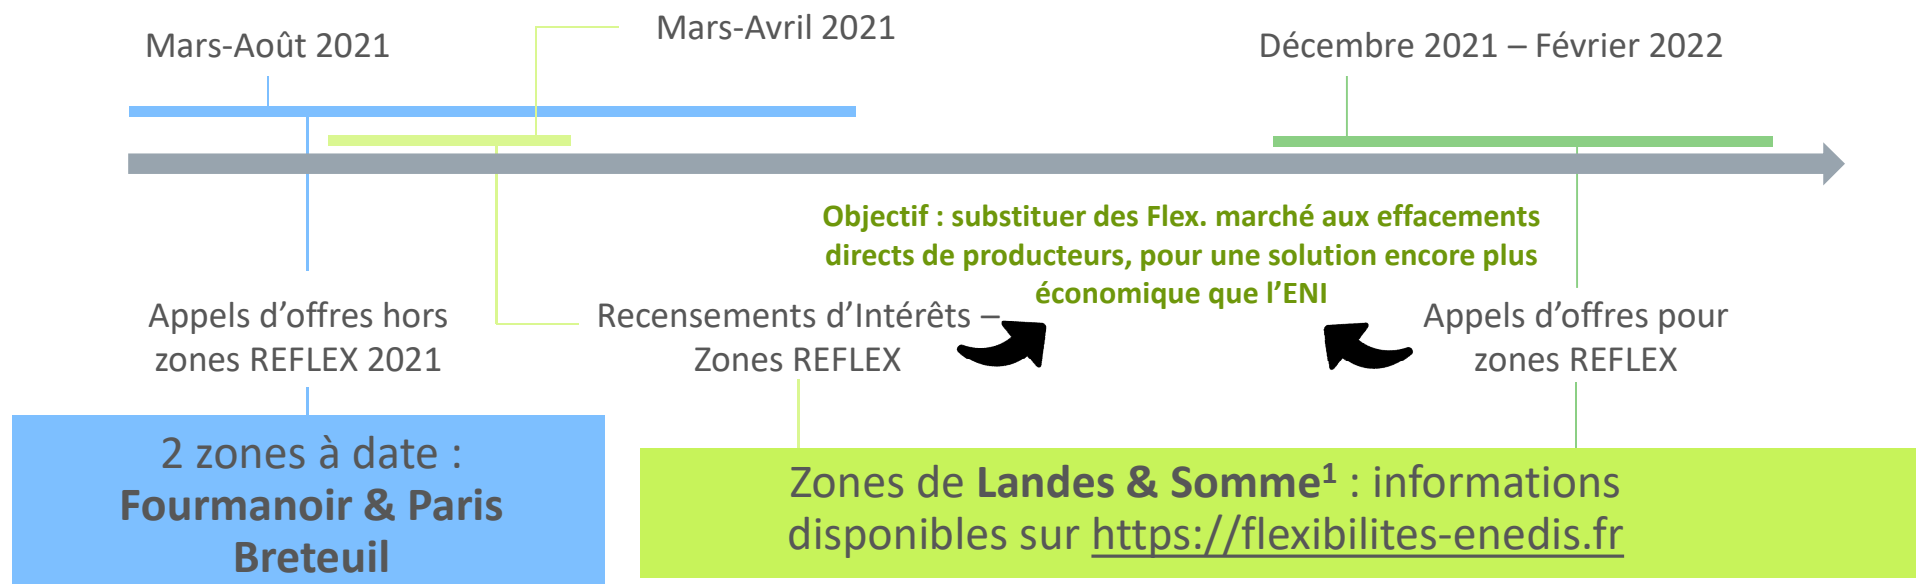 Mars-Août 2021
Mars-Avril 2021
Décembre 2021 – Février 2022
Objectif : substituer des Flex. marché aux effacements
directs de producteurs, pour une solution encore plus
économique que l’ENI
Appels d’offres hors
zones REFLEX 2021
Recensements d’Intérêts –
Zones REFLEX
Appels d’offres pour
zones REFLEX
2 zones à date :
Fourmanoir & Paris
Breteuil
Zones de Landes & Somme¹ : informations
disponibles sur https://flexibilites-enedis.fr